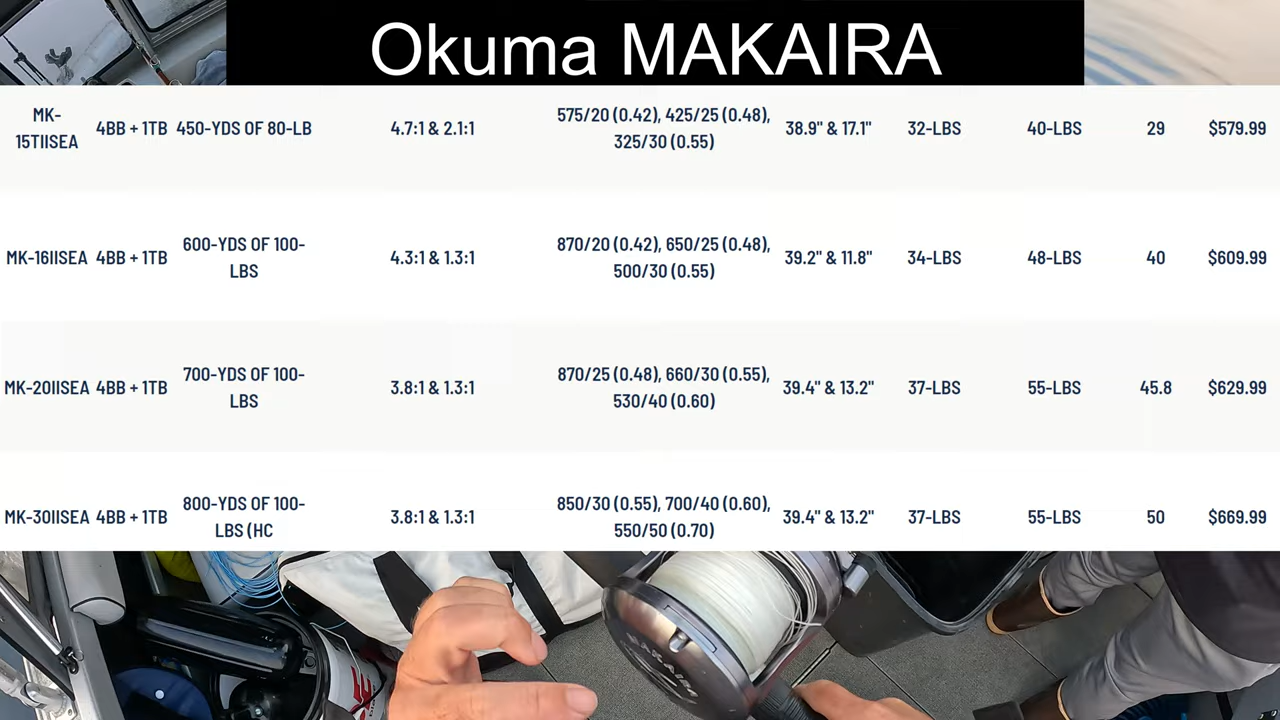 Okuma MAKAIRA
MK-
15TIISEA 4BB + 1TB 450-YDS OF 80-LB 4.7:1 & 2.1:1 575/20 (0.42), 425/25 (0.48),
325/30 (0.55) 38.9" & 17.1" 32-LBS 40-LBS 29 $579.99
MK-16IISEA 4BB + 1TB 600-YDS OF 100-
LBS 4.3:1 & 1.3:1 870/20 (0.42), 650/25 (0.48),
500/30 (0.55) 39.2" & 11.8" 34-LBS 48-LBS 40 $609.99
MK-20IISEA 4BB + 1TB 700-YDS OF 100-
LBS 3.8:1 & 1.3:1 870/25 (0.48), 660/30 (0.55),
530/40 (0.60) 39.4" & 13.2" 37-LBS 55-LBS 45.8 $629.99
MK-30IISEA 4BB + 1TB 800-YDS OF 100-
LBS (HC 3.8:1 & 1.3:1 850/30 (0.55), 700/40 (0.60),
550/50 (0.70) 39.4" & 13.2" 37-LBS 55-LBS 50 $669.99
MAKAIRA